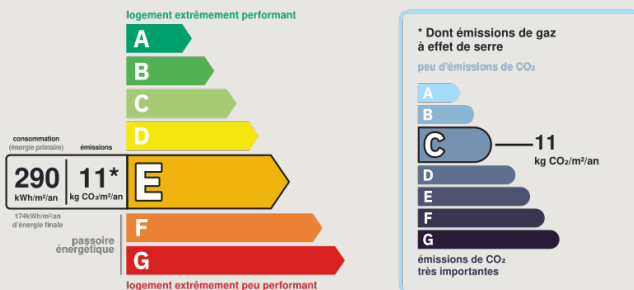 logement extrêmement performant
A
B
C
D
consommation
(énergie primaire)
émissions
290
kWh/m²/an
11*
kg CO₂/m²/an
E
174kWh/m²/an
d'énergie finale
passoire
énergétique
F
G
logement extrêmement peu performant
* Dont émissions de gaz
à effet de serre
peu d'émissions de CO₂
A
B
C
11
kg CO₂/m²/an
D
E
F
G
émissions de CO₂
très importantes